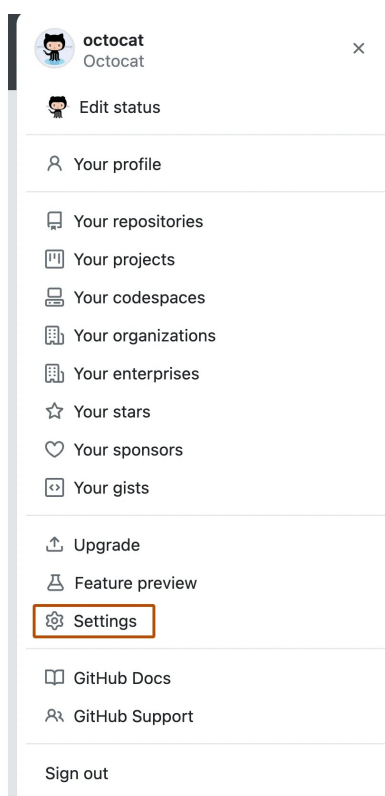 octocat
Octocat
Edit status
Your profile
Your repositories
Your projects
Your codespaces
Your organizations
Your enterprises
Your stars
Your sponsors
Your gists
Upgrade
Feature preview
Settings
GitHub Docs
GitHub Support
Sign out